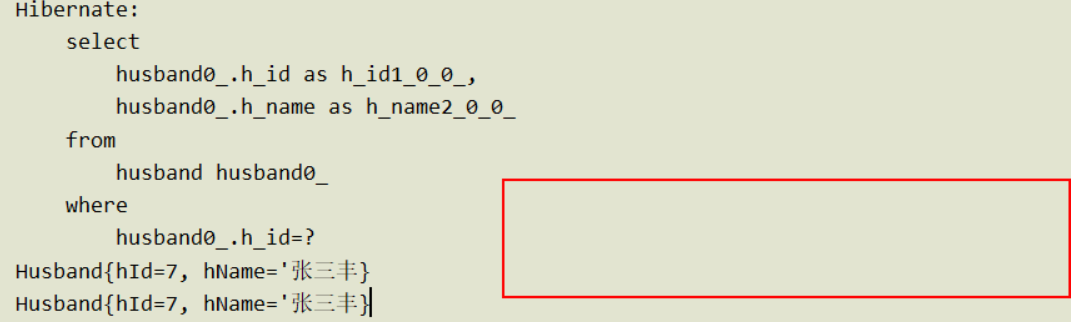 Hibernate:
    select
        husband0_.h_id as h_id1_0_0_,
        husband0_.h_name as h_name2_0_0_
    from
        husband husband0_
    where
        husband0_.h_id=?
Husband{hId=7, hName='张三丰}
Husband{hId=7, hName='张三丰}